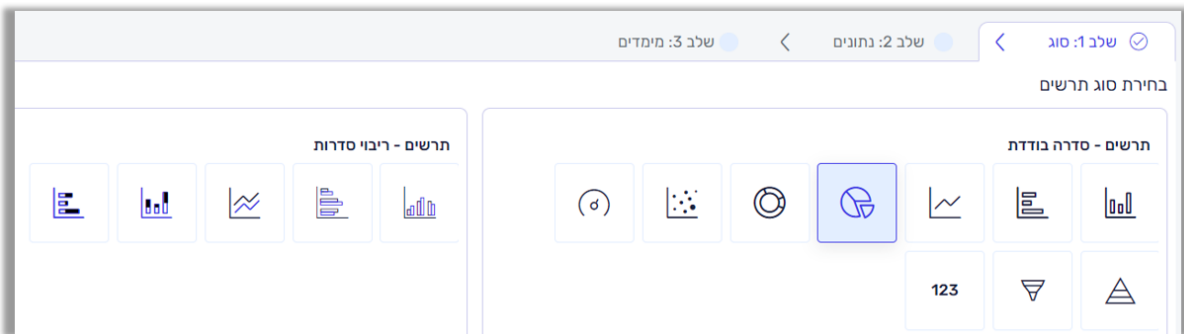 שלב 1: סוג
שלב 2: נתונים
שלב 3: מימדים
בחירת סוג תרשים
תרשים - סדרה בודדת
123
תרשים - ריבוי סדרות